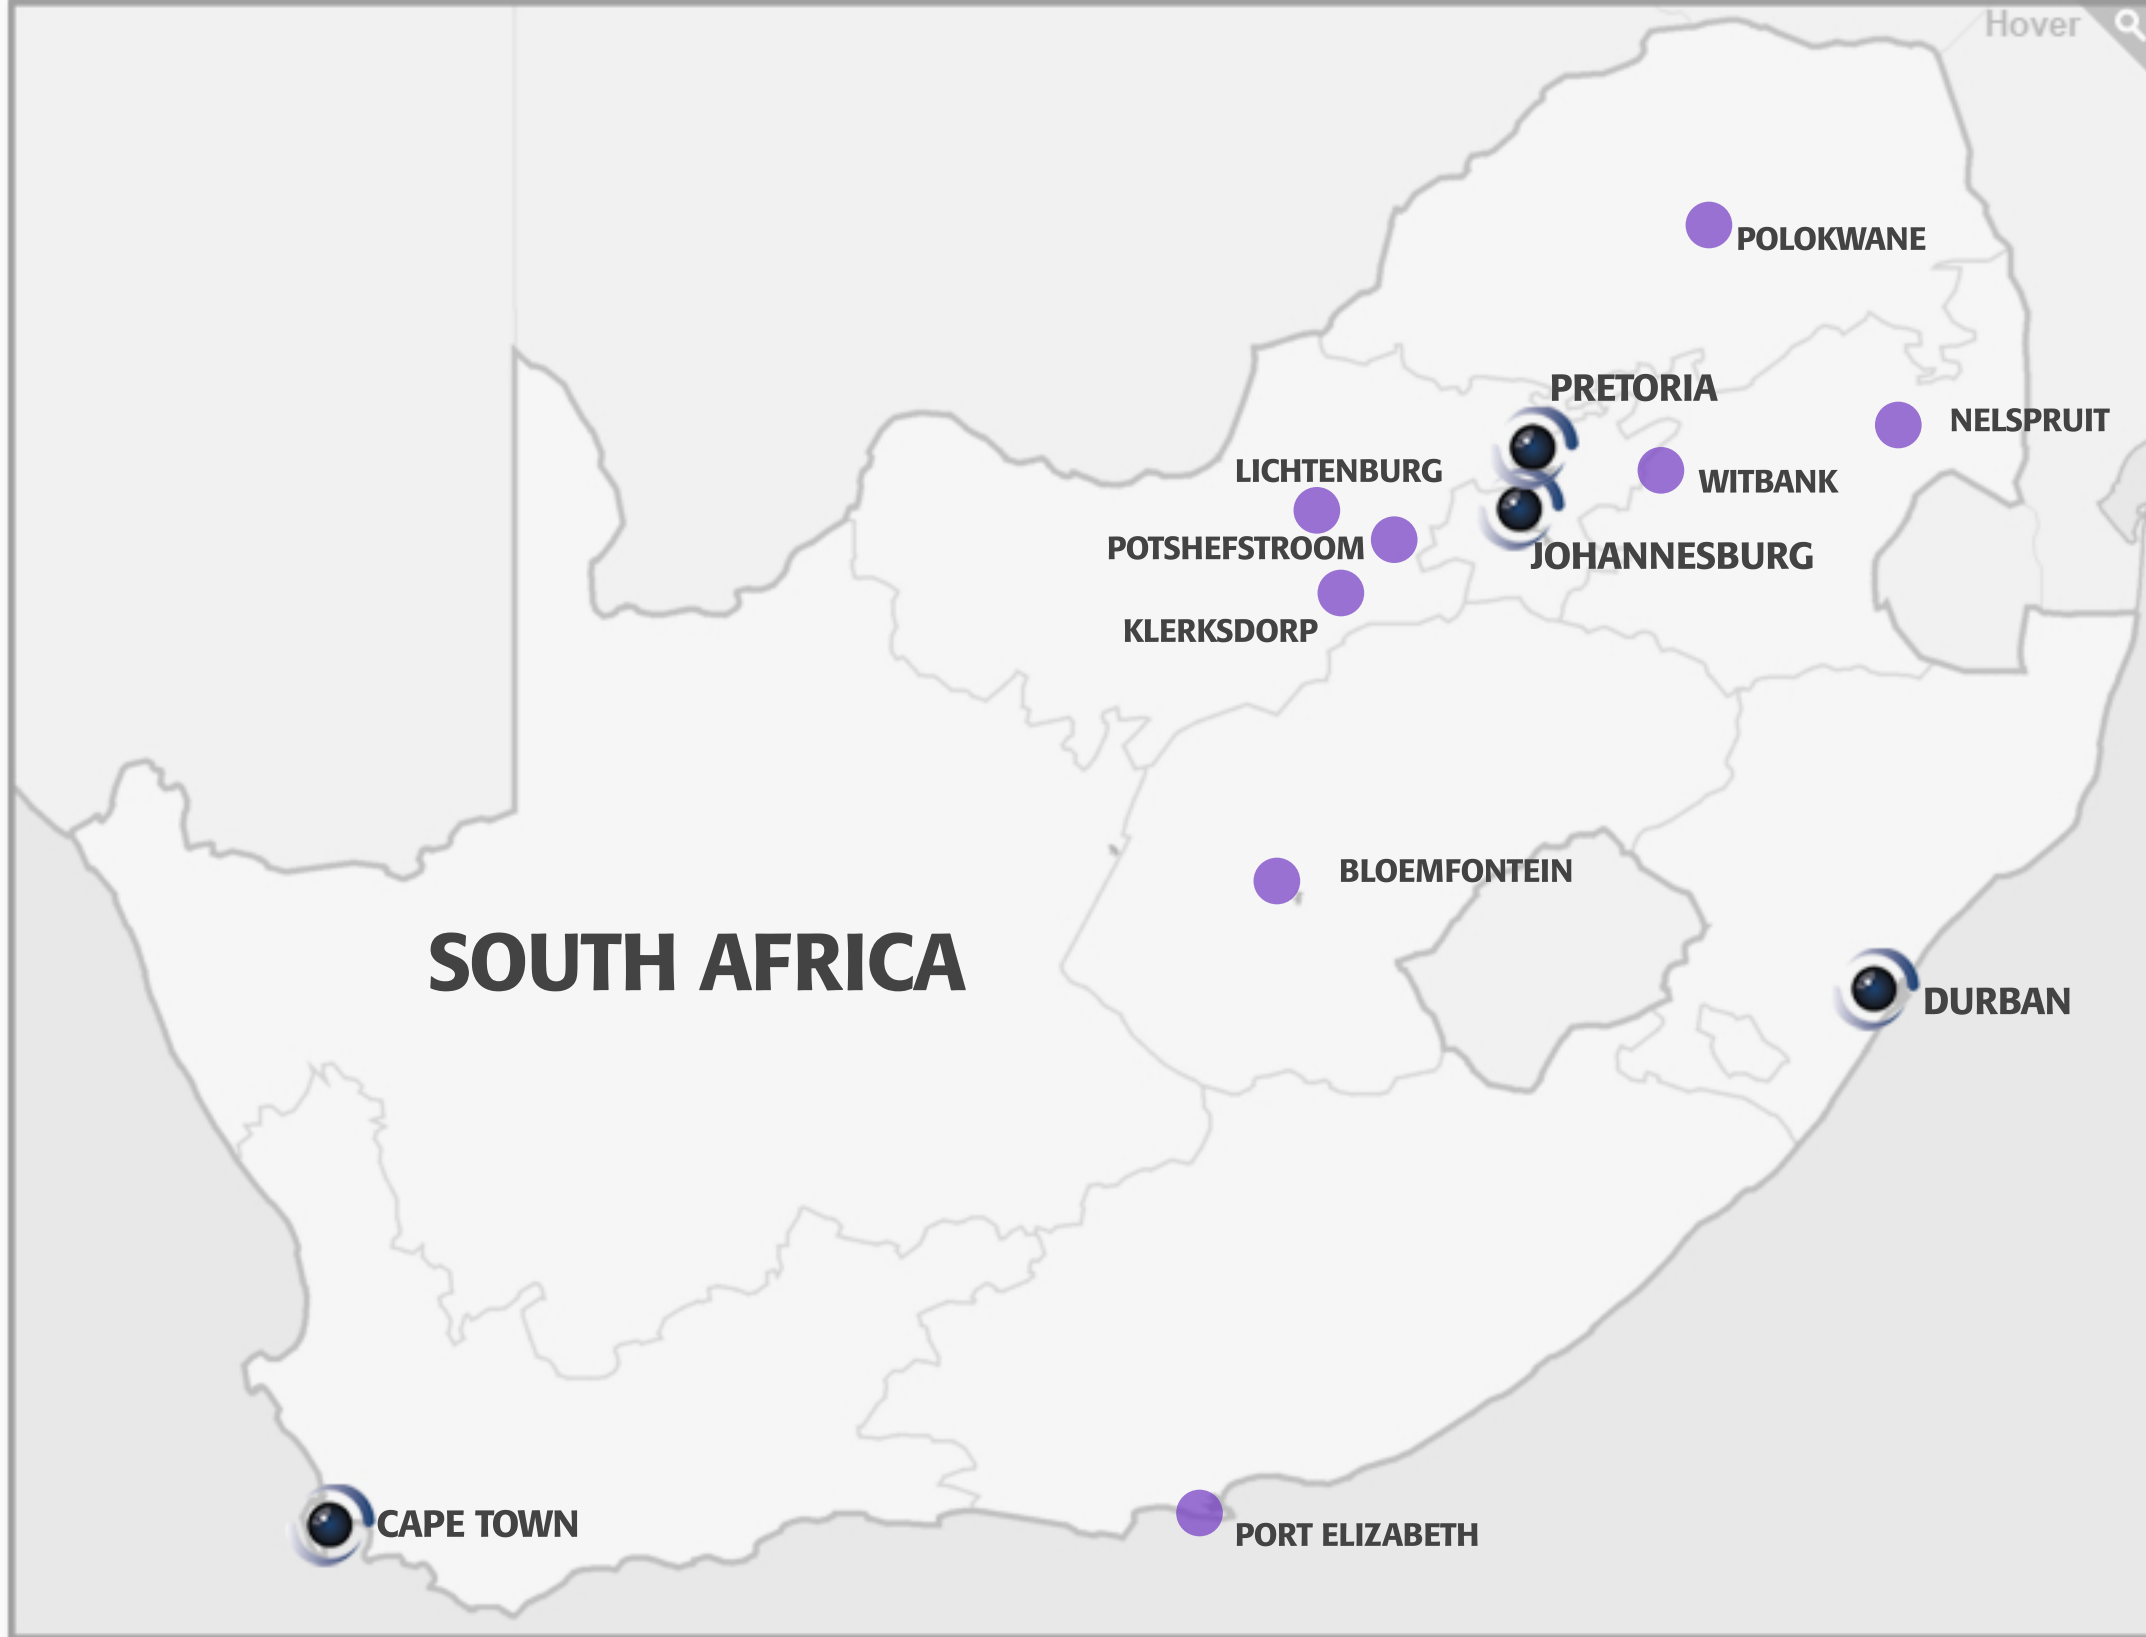 Hover
POLOKWANE
PRETORIA
NELSPRUIT
LICHTENBURG
WITBANK
POTSHEFSTROOM
JOHANNESBURG
KLERKSDORP
BLOEMFONTEIN
SOUTH AFRICA
DURBAN
CAPE TOWN
PORT ELIZABETH